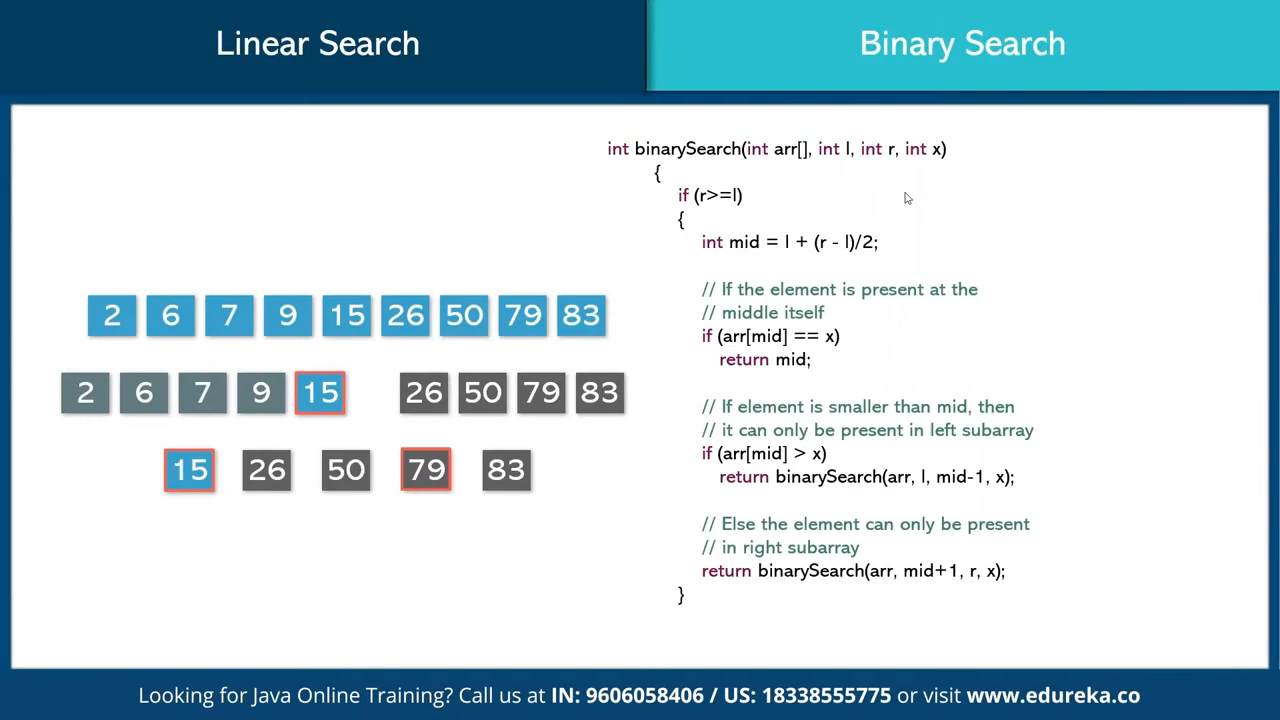 Linear Search
Binary Search
2 6 7 9 15 26 50 79 83
2 6 7 9 15 26 50 79 83
15 26 50 79 83
int binarySearch(int arr[], int l, int r, int x)
{
if (r>=l)
{
int mid = l + (r - l)/2;
// If the element is present at the
// middle itself
if (arr[mid] == x)
return mid;
// If element is smaller than mid, then
// it can only be present in left subarray
if (arr[mid] > x)
return binarySearch(arr, l, mid-1, x);
// Else the element can only be present
// in right subarray
return binarySearch(arr, mid+1, r, x);
}
Looking for Java Online Training? Call us at IN: 9606058406 / US: 18338555775 or visit www.edureka.co